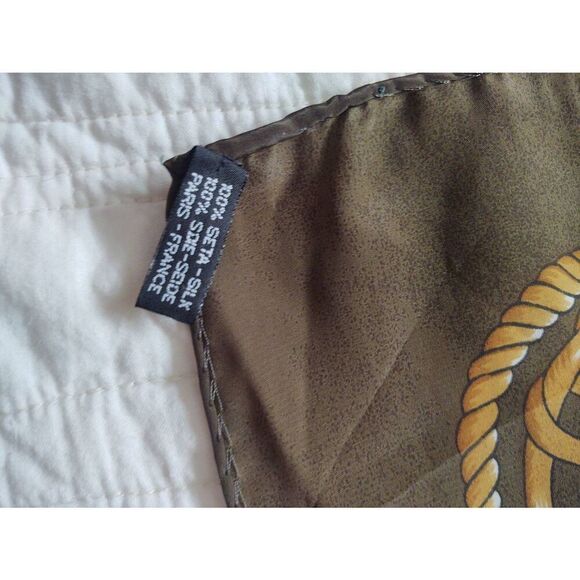 100% SETA - SILK
100% SOIE-SEIDE
PARIS - FRANCE